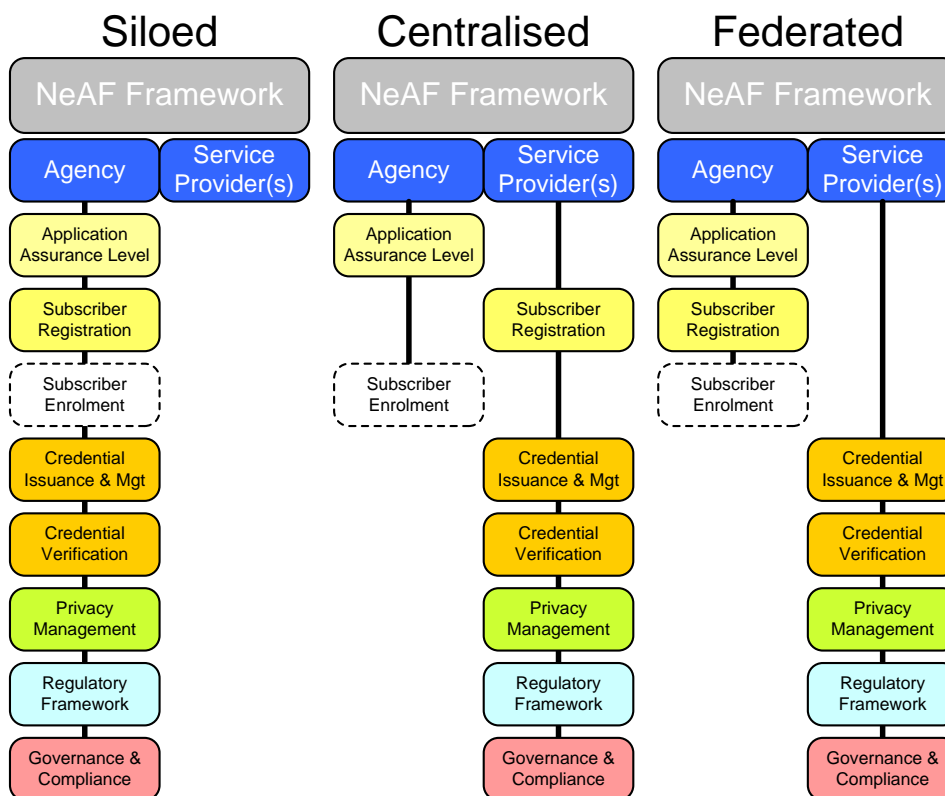 Siloed
NeAF Framework
Agency
Service
Provider(s)
Application
Assurance Level
Subscriber
Registration
Subscriber
Enrolment
Credential
Issuance & Mgt
Credential
Verification
Privacy
Management
Regulatory
Framework
Governance &
Compliance
Centralised
NeAF Framework
Agency
Service
Provider(s)
Application
Assurance Level
Subscriber
Registration
Subscriber
Enrolment
Credential
Issuance & Mgt
Credential
Verification
Privacy
Management
Regulatory
Framework
Governance &
Compliance
Federated
NeAF Framework
Agency
Service
Provider(s)
Application
Assurance Level
Subscriber
Registration
Subscriber
Enrolment
Credential
Issuance & Mgt
Credential
Verification
Privacy
Management
Regulatory
Framework
Governance &
Compliance